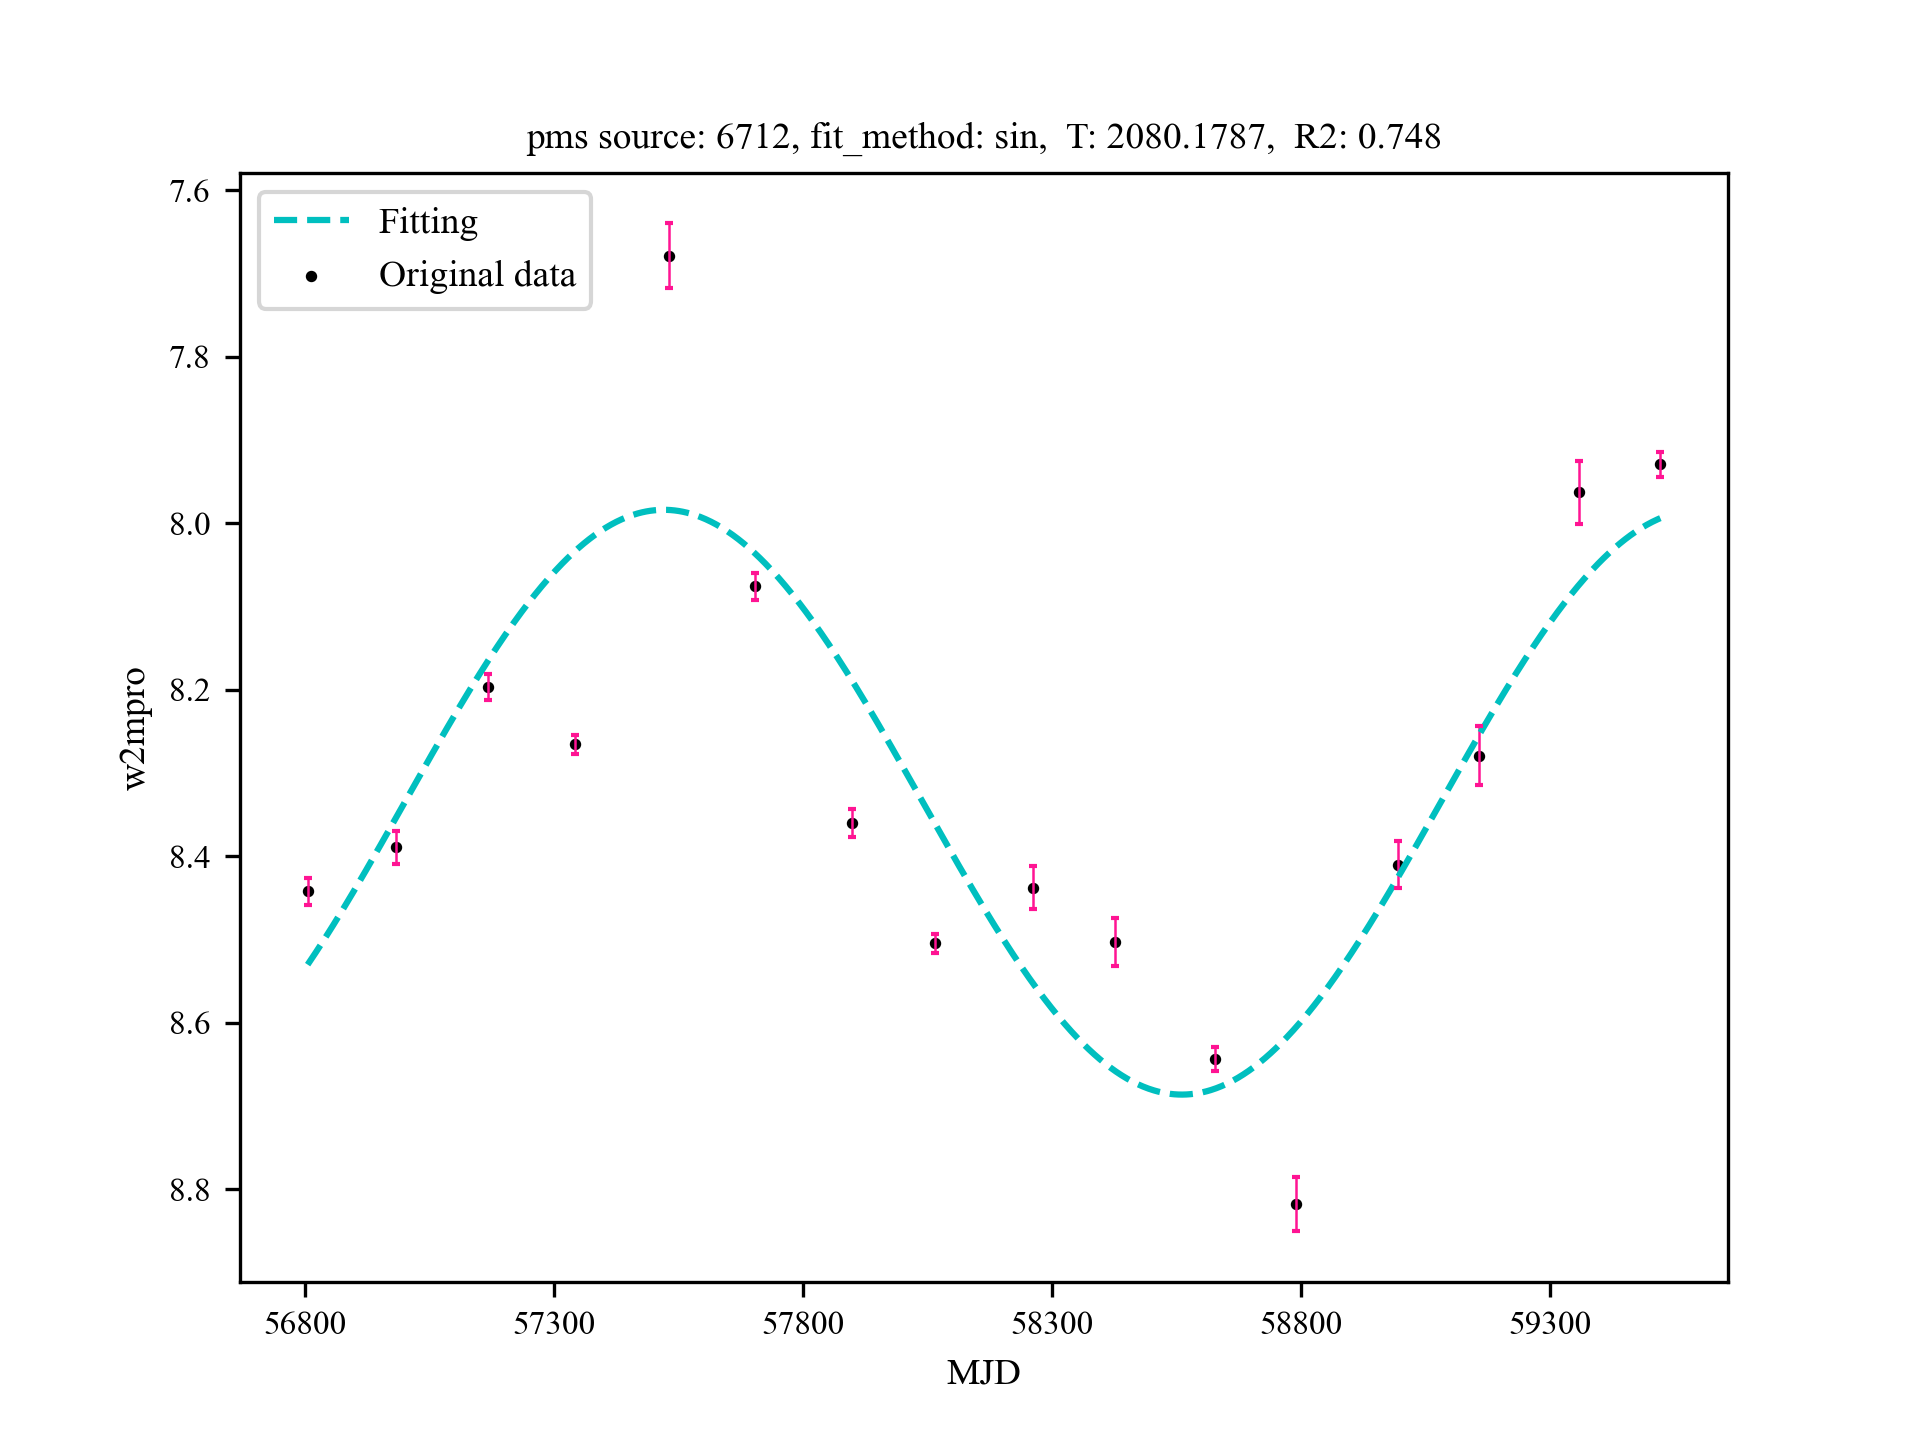 pms source: 6712, fit_method: sin,  T: 2080.1787,  R2: 0.748
Fitting
Original data
7.6
7.8
8.0
8.2
8.4
8.6
8.8
w2mpro
56800
57300
57800
58300
58800
59300
MJD